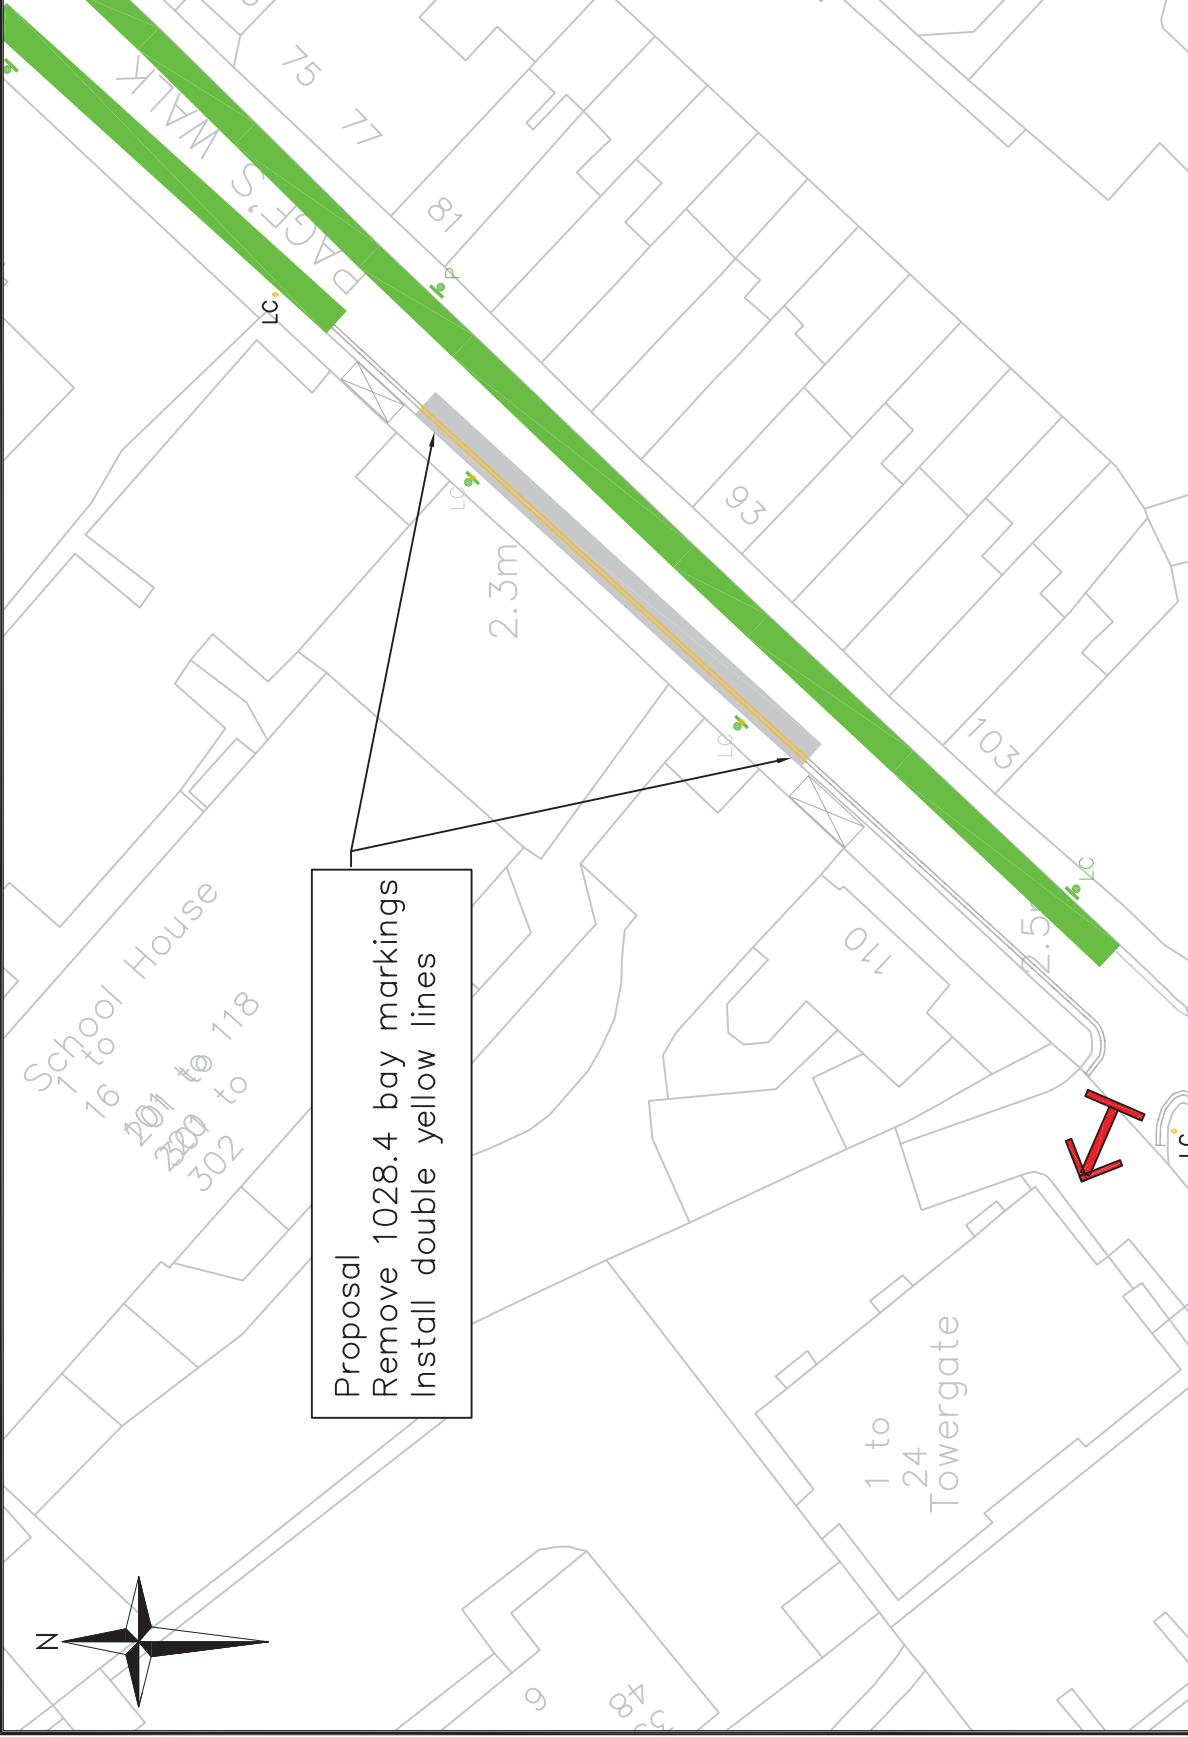 Proposal
Remove 1028.4 bay markings
Install double yellow lines
PAGE'S WALK
75
77
81
93
103
110
LC
P
LC
2.3m
LC
LC
School House
1 to
16
201 to 118
to
302
1 to
24
Towergate
6
48
N